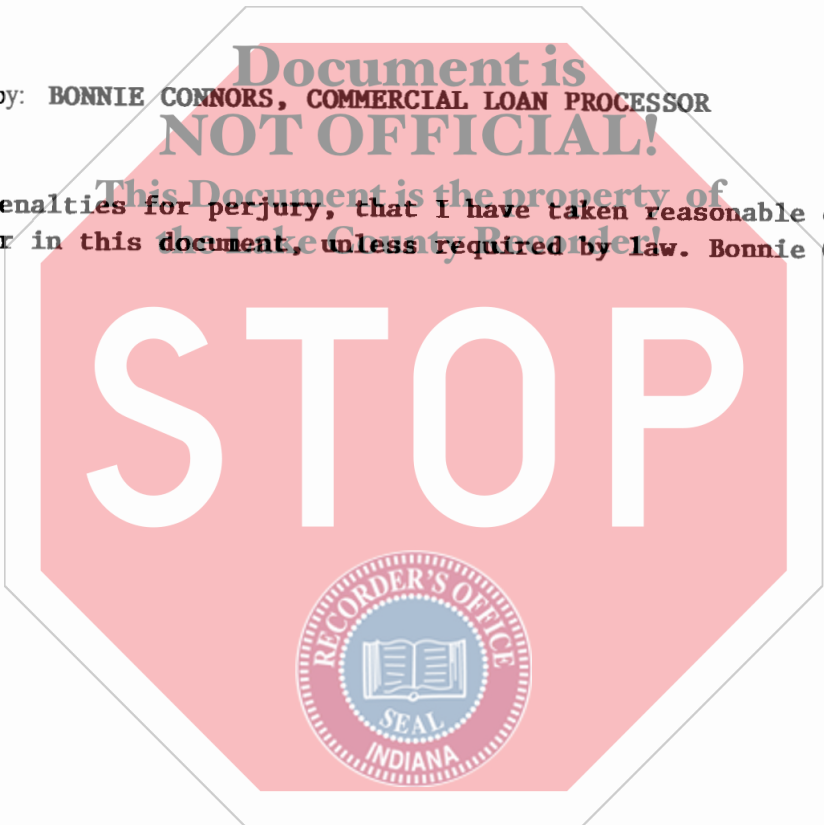 Document is
by: BONNIE CONNORS, COMMERCIAL LOAN PROCESSOR
NOT OFFICIAL!
This Document is the property of
enalties for perjury, that I have taken reasonable
the Lake County Recorder!
r in this document, unless required by law. Bonnie
STOP
RECORDER'S OFFICE
SEAL
INDIANA